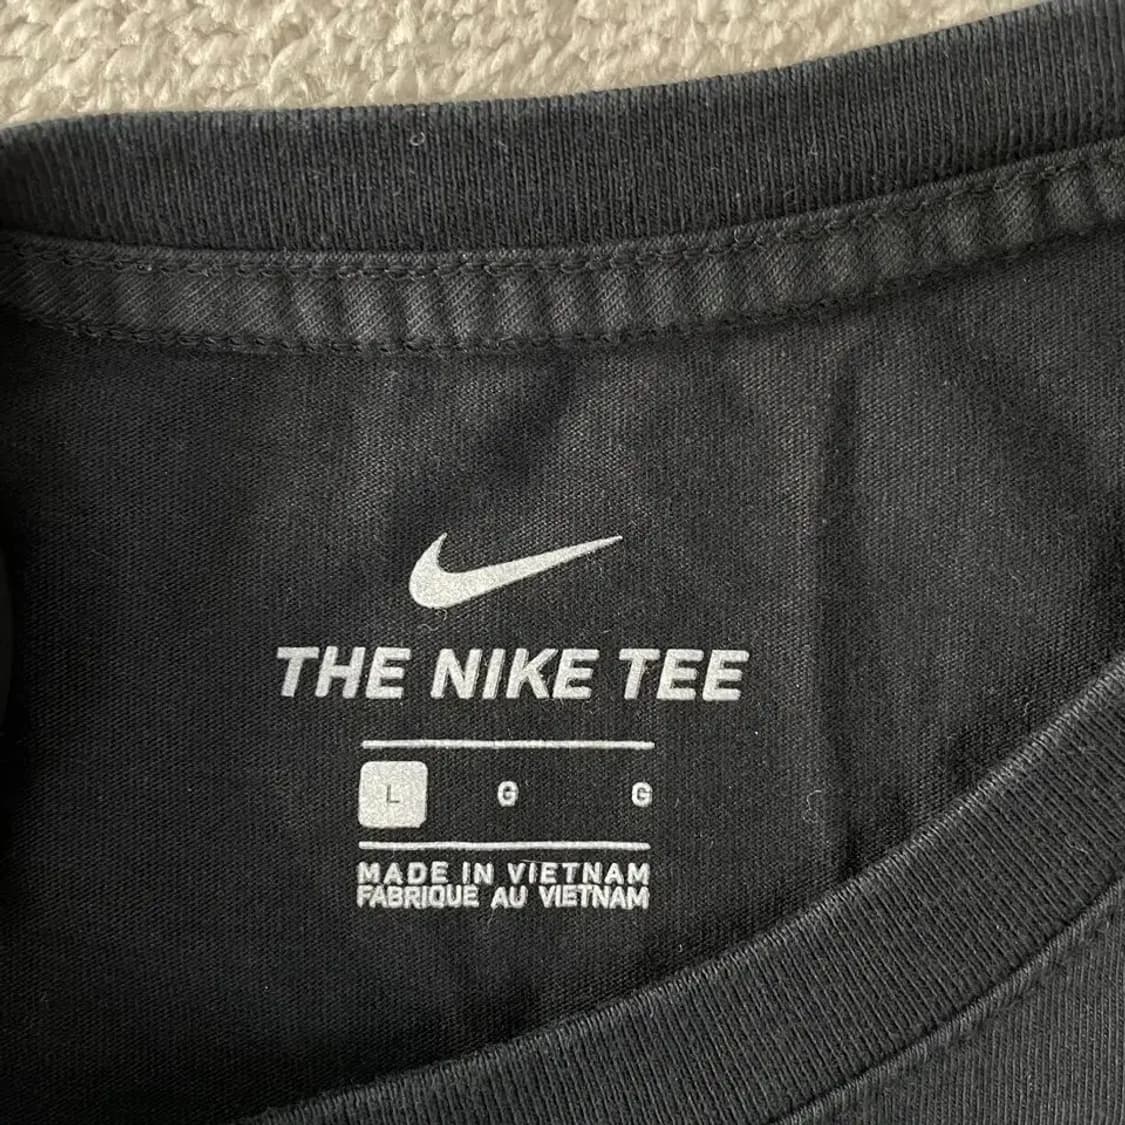 THE NIKE TEE
L G G
MADE IN VIETNAM
FABRIQUE AU VIETNAM